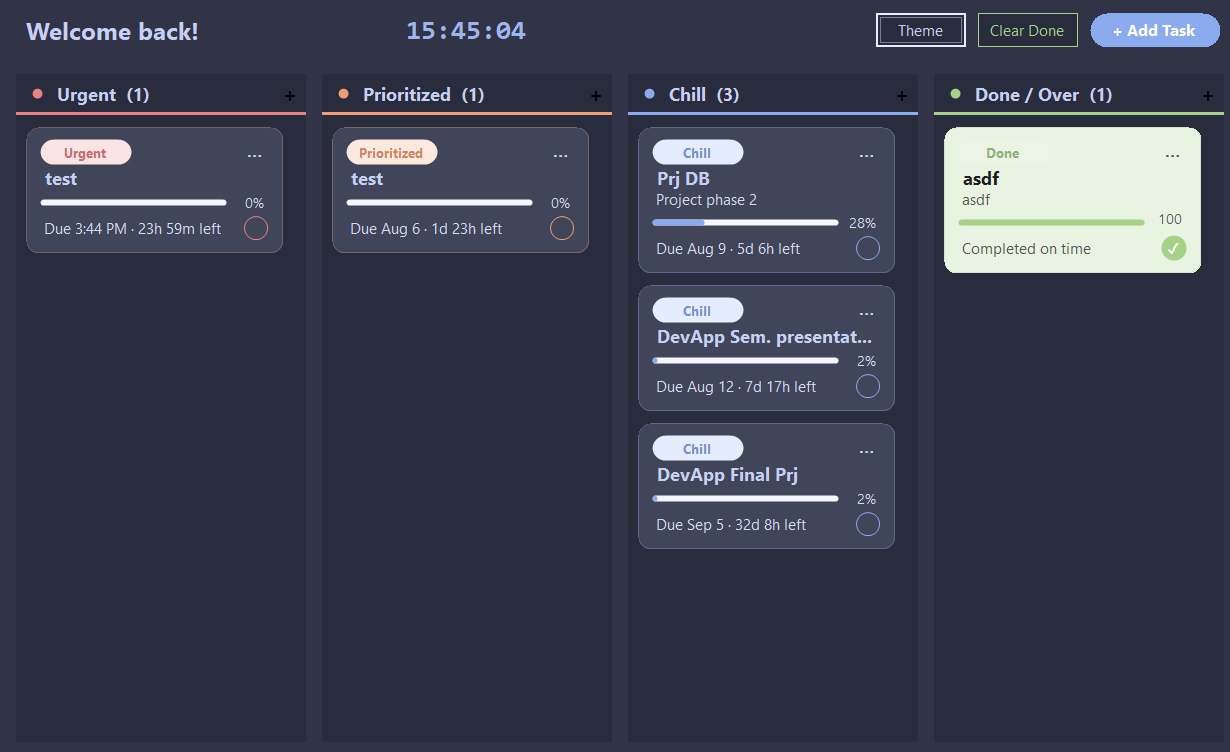 Welcome back!
15:45:04
Theme
Clear Done
+ Add Task
Urgent (1)
+
Urgent
...
test
0%
Due 3:44 PM · 23h 59m left
Prioritized (1)
+
Prioritized
...
test
0%
Due Aug 6 · 1d 23h left
Chill (3)
+
Chill
...
Prj DB
Project phase 2
28%
Due Aug 9 · 5d 6h left
Chill
...
DevApp Sem. presentat...
2%
Due Aug 12 · 7d 17h left
Chill
...
DevApp Final Prj
2%
Due Sep 5 · 32d 8h left
Done / Over (1)
+
Done
...
asdf
asdf
100
Completed on time
✓